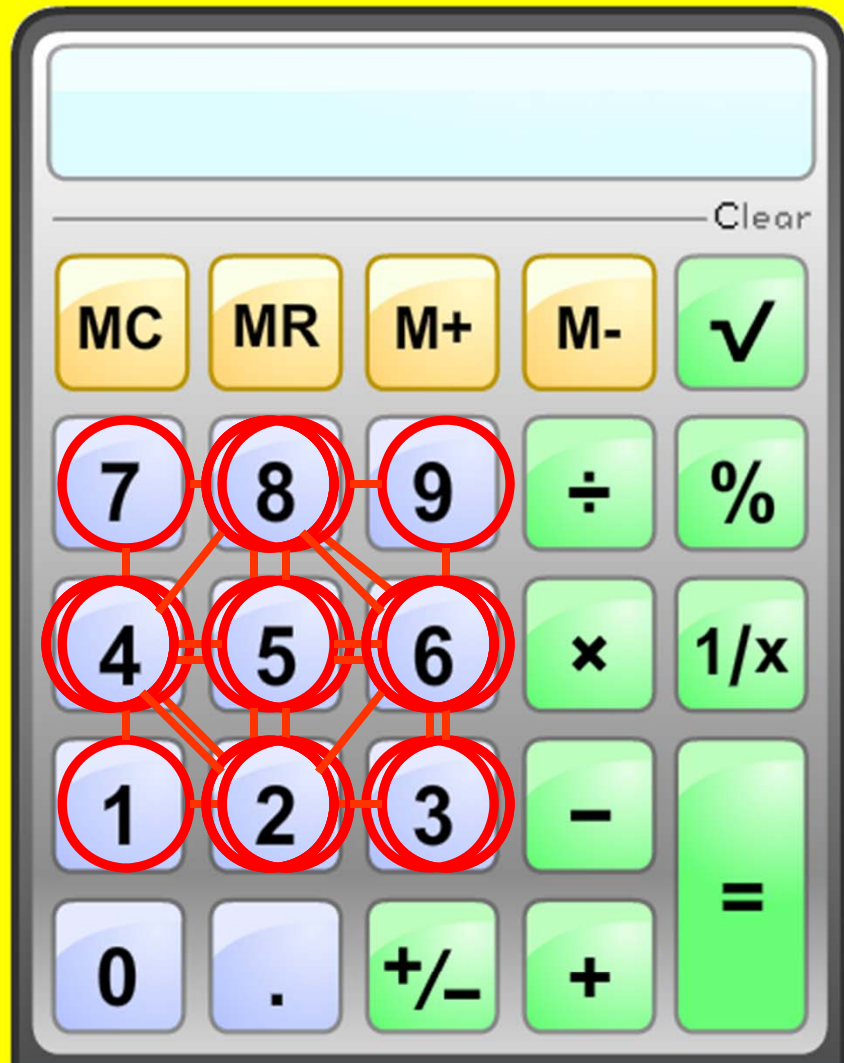 Clear
MC MR M+ M- √
7 8 9 ÷ %
4 5 6 × 1/x
1 2 3 −
=
0 . +/− +